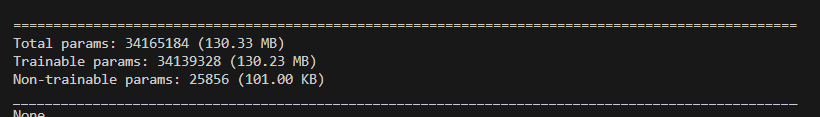 ==================================================================================================
Total params: 34165184 (130.33 MB)
Trainable params: 34139328 (130.23 MB)
Non-trainable params: 25856 (101.00 KB)
__________________________________________________________________________________________________
None